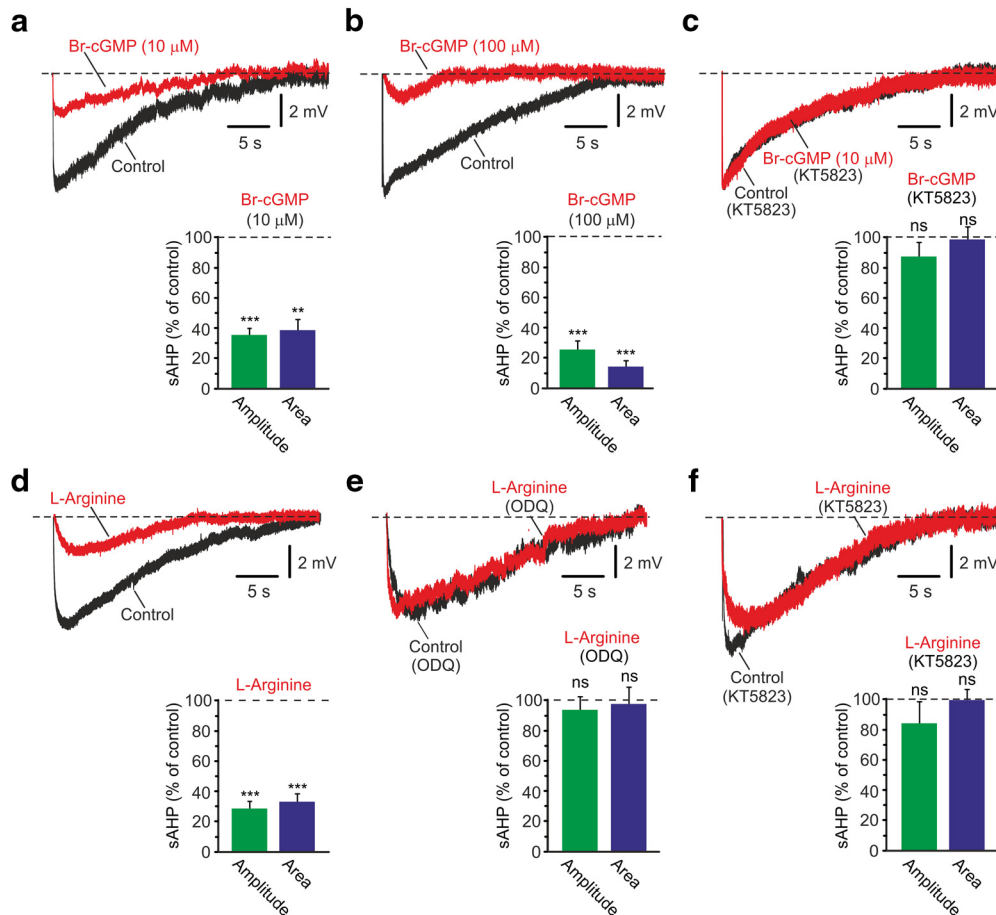 a
Br-cGMP (10 µM)
Control
5 s
2 mV
Br-cGMP
(10 µM)
sAHP (% of control)
100
80
60
40
20
0
***
**
Amplitude
Area
b
Br-cGMP (100 µM)
Control
5 s
2 mV
Br-cGMP
(100 µM)
sAHP (% of control)
100
80
60
40
20
0
***
***
Amplitude
Area
c
5 s
2 mV
Br-cGMP (10 µM)
(KT5823)
Control
(KT5823)
Br-cGMP
(KT5823)
sAHP (% of control)
100
80
60
40
20
0
ns
ns
Amplitude
Area
d
L-Arginine
Control
5 s
2 mV
L-Arginine
sAHP (% of control)
100
80
60
40
20
0
***
***
Amplitude
Area
e
L-Arginine
(ODQ)
5 s
2 mV
Control
(ODQ)
L-Arginine
(ODQ)
sAHP (% of control)
100
80
60
40
20
0
ns
ns
Amplitude
Area
f
L-Arginine
(KT5823)
5 s
2 mV
Control
(KT5823)
L-Arginine
(KT5823)
sAHP (% of control)
100
80
60
40
20
0
ns
ns
Amplitude
Area